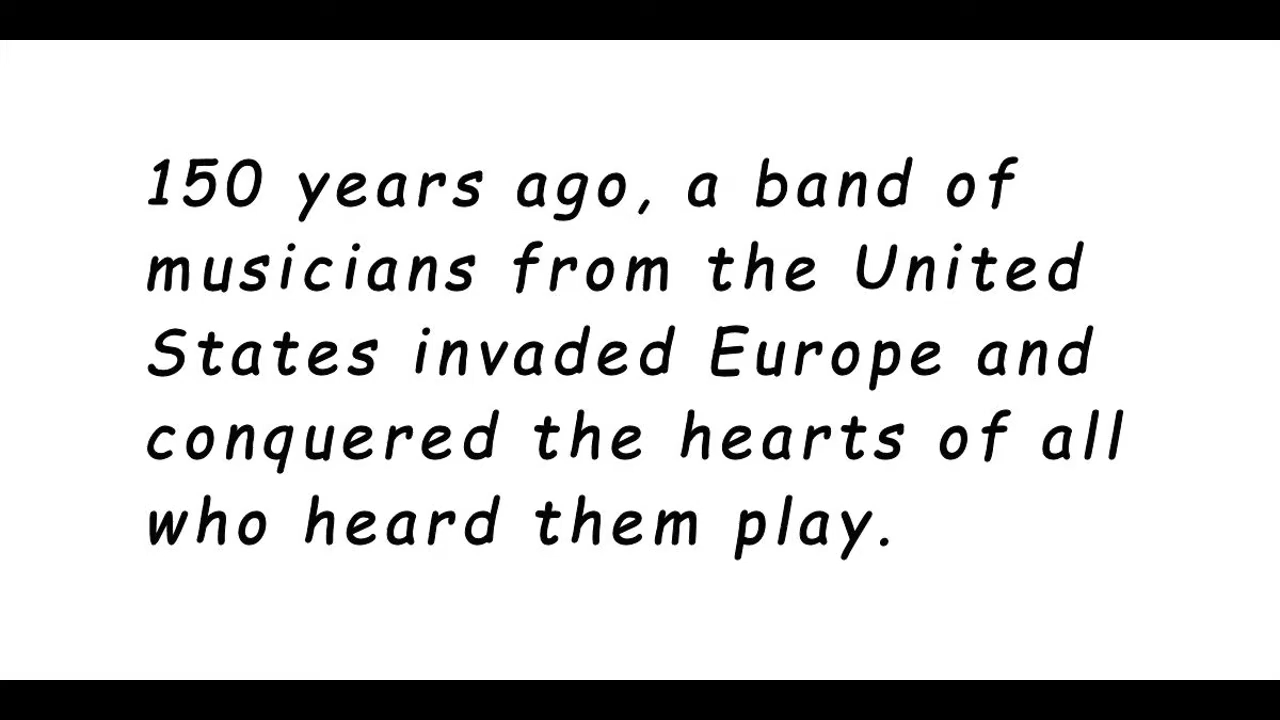 150 years ago, a band of
musicians from the United
States invaded Europe and
conquered the hearts of all
who heard them play.